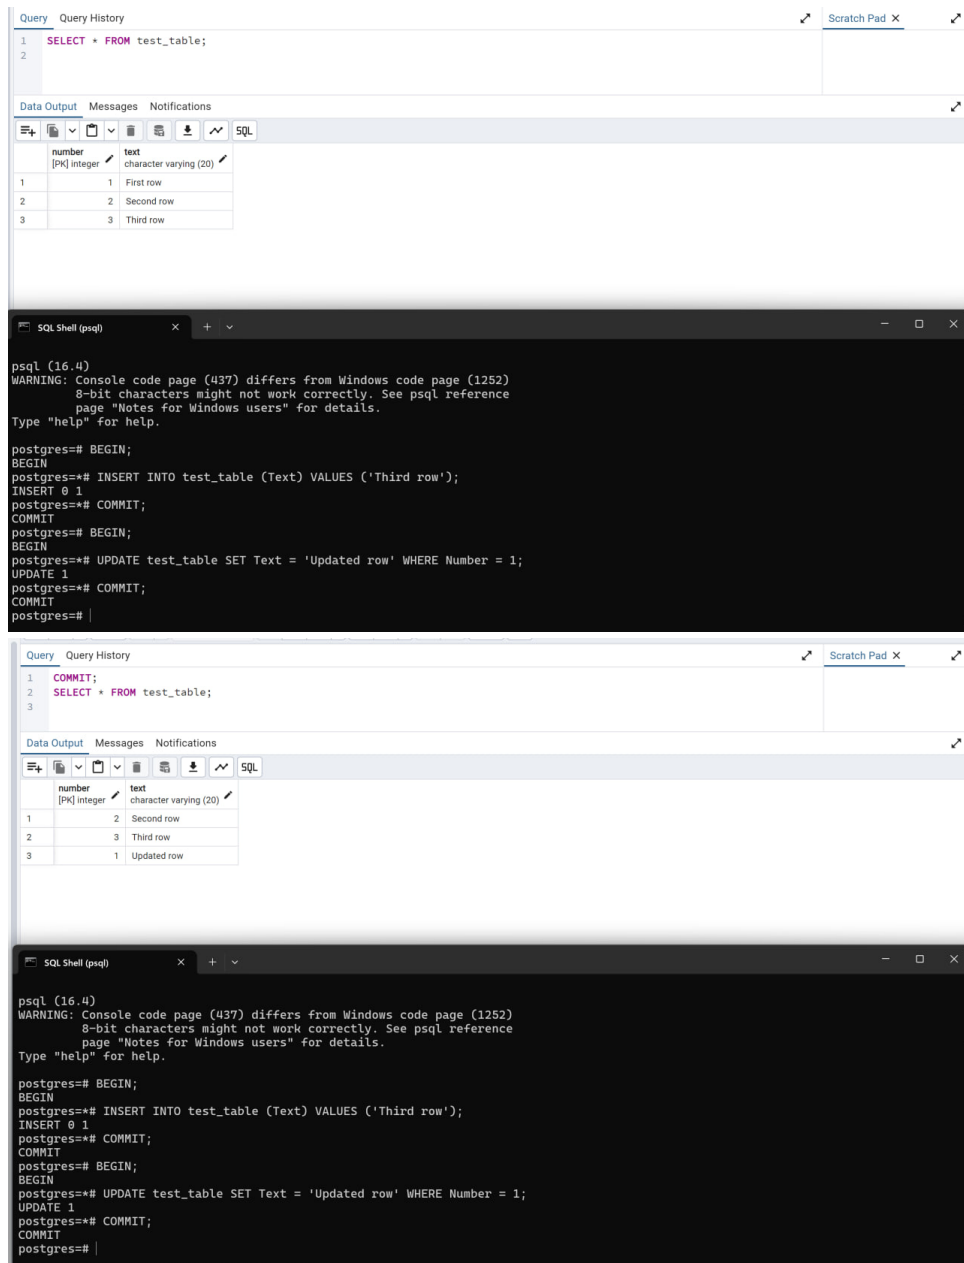 Query Query History Scratch Pad ×
1 SELECT * FROM test_table;
2
Data Output Messages Notifications
SQL
number text
[PK] integer character varying (20)
1 1 First row
2 2 Second row
3 3 Third row
SQL Shell (psql) × +
psql (16.4)
WARNING: Console code page (437) differs from Windows code page (1252)
8-bit characters might not work correctly. See psql reference
page "Notes for Windows users" for details.
Type "help" for help.
postgres=# BEGIN;
BEGIN
postgres=*# INSERT INTO test_table (Text) VALUES ('Third row');
INSERT 0 1
postgres=*# COMMIT;
COMMIT
postgres=# BEGIN;
BEGIN
postgres=*# UPDATE test_table SET Text = 'Updated row' WHERE Number = 1;
UPDATE 1
postgres=*# COMMIT;
COMMIT
postgres=#
Query Query History Scratch Pad ×
1 COMMIT;
2 SELECT * FROM test_table;
3
Data Output Messages Notifications
SQL
number text
[PK] integer character varying (20)
1 2 Second row
2 3 Third row
3 1 Updated row
SQL Shell (psql) × +
psql (16.4)
WARNING: Console code page (437) differs from Windows code page (1252)
8-bit characters might not work correctly. See psql reference
page "Notes for Windows users" for details.
Type "help" for help.
postgres=# BEGIN;
BEGIN
postgres=*# INSERT INTO test_table (Text) VALUES ('Third row');
INSERT 0 1
postgres=*# COMMIT;
COMMIT
postgres=# BEGIN;
BEGIN
postgres=*# UPDATE test_table SET Text = 'Updated row' WHERE Number = 1;
UPDATE 1
postgres=*# COMMIT;
COMMIT
postgres=#